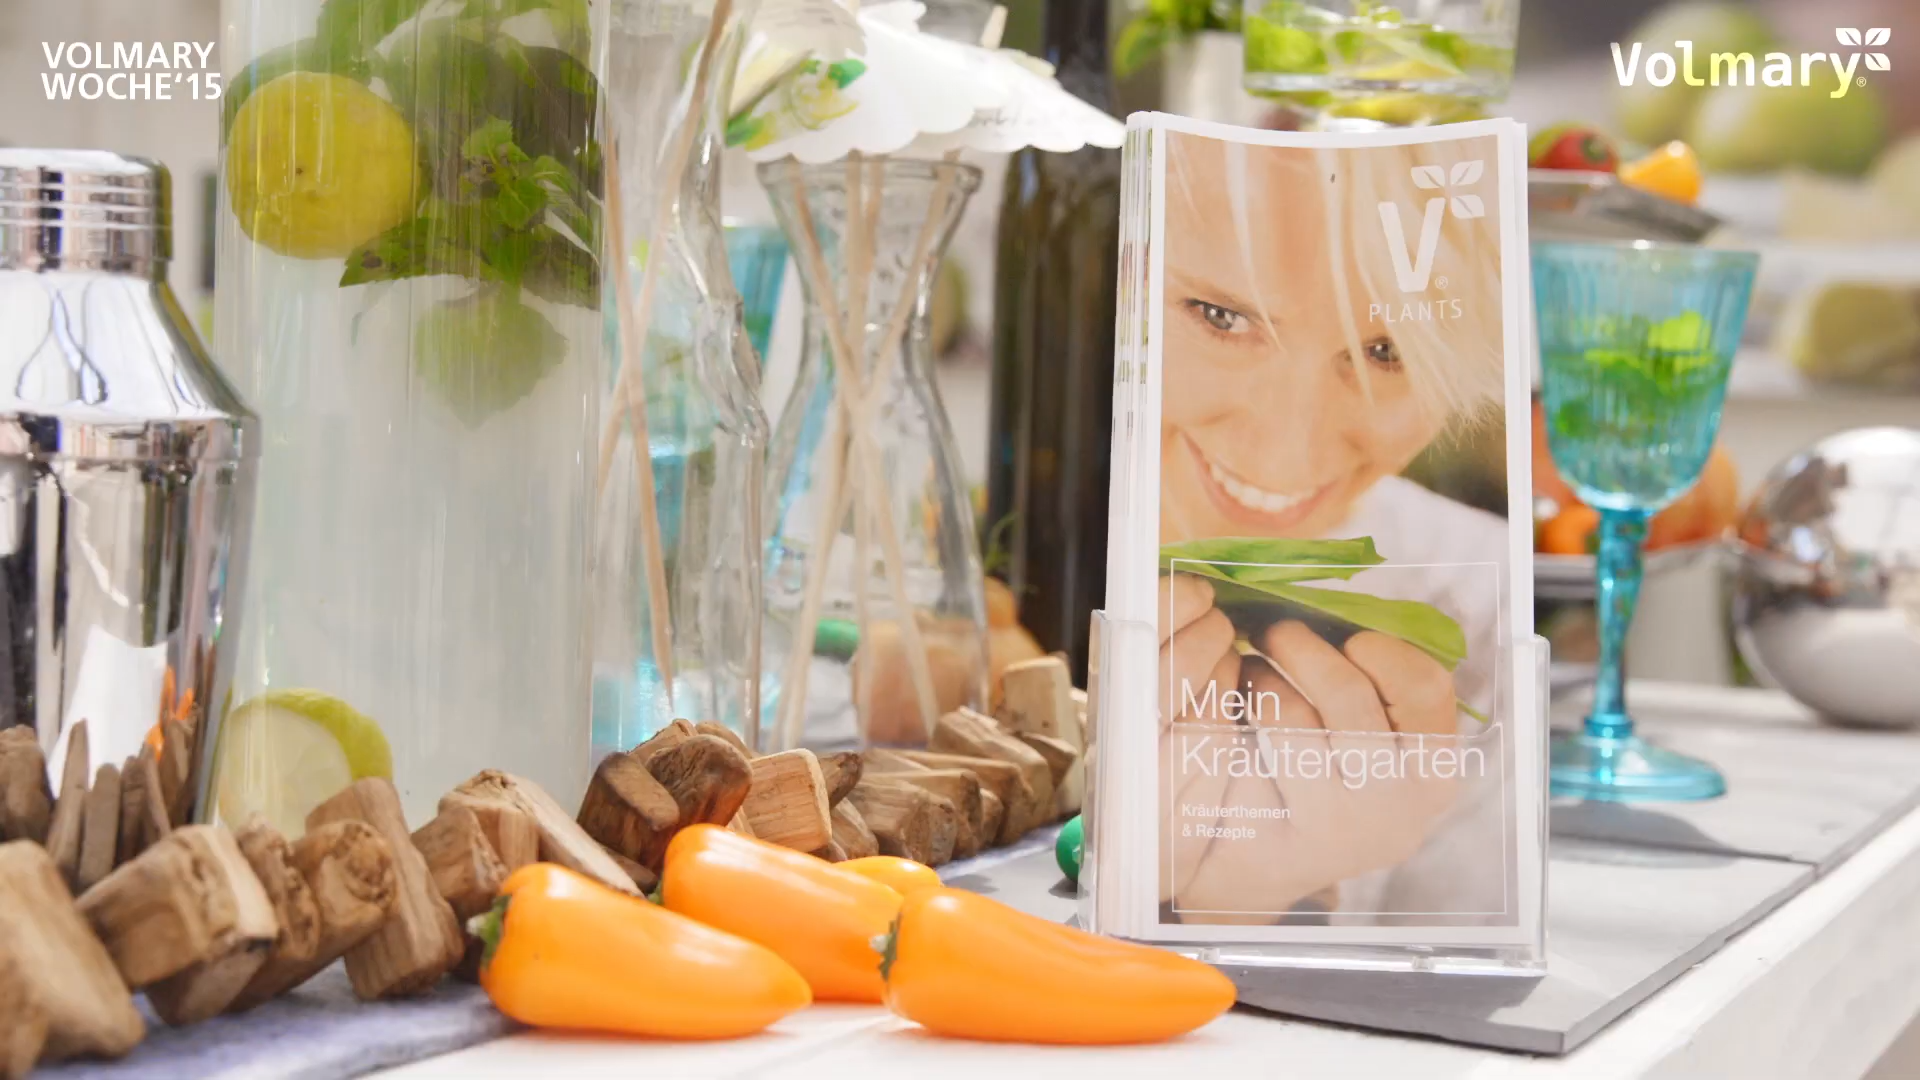 VOLMARY
WOCHE'15
Volmary®
V®
PLANTS
Mein
Kräutergarten
Kräuterthemen
& Rezepte